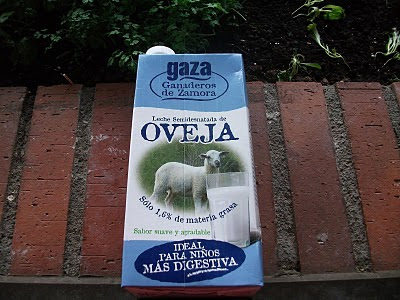 gaza
Ganaderos
de Zamora
Leche Semidesnatada de
OVEJA
Sólo 1,6% de materia grasa
Sabor suave y agradable
IDEAL
PARA NIÑOS
MÁS DIGESTIVA